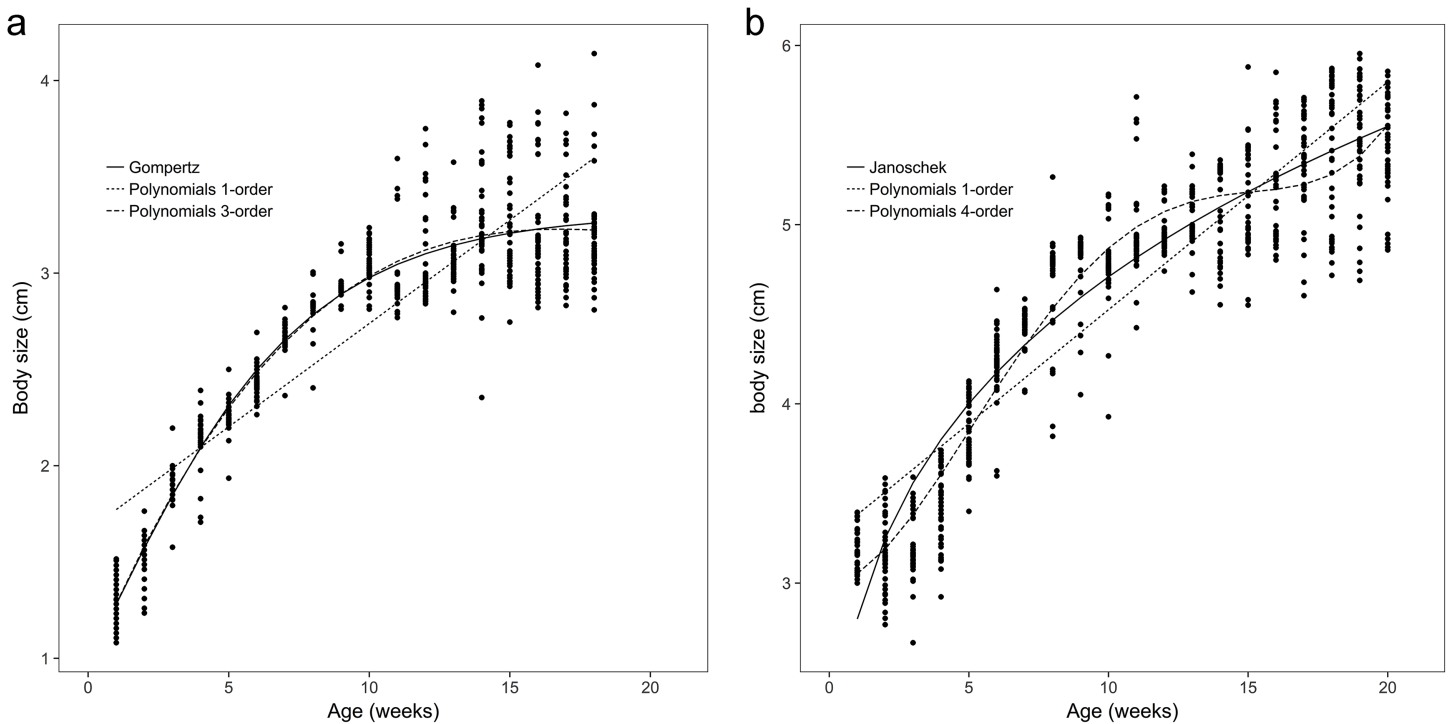 a
4
3
2
1
Body size (cm)
Gompertz
Polynomials 1-order
Polynomials 3-order
0
5
10
15
20
Age (weeks)
b
6
5
4
3
body size (cm)
Janoschek
Polynomials 1-order
Polynomials 4-order
0
5
10
15
20
Age (weeks)